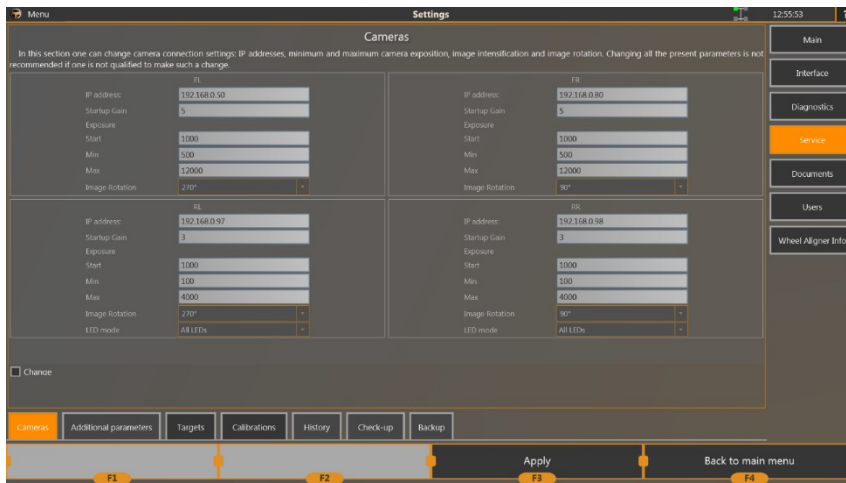 Menu
Settings
12:55:53
?
Cameras
In this section one can change camera connection settings: IP addresses, minimum and maximum camera exposition, image intensification and image rotation. Changing all the present parameters is not
recommended if one is not qualified to make such a change.
FL
IP address:
192.168.0.50
Startup Gain
5
Exposure
Start
1000
Min
500
Max
12000
Image Rotation
270°
FR
IP address:
192.168.0.80
Startup Gain
5
Exposure
Start
1000
Min
500
Max
12000
Image Rotation
90°
RL
IP address:
192.168.0.97
Startup Gain
3
Exposure
Start
1000
Min
100
Max
4000
Image Rotation
270°
LED mode
All LEDs
RR
IP address:
192.168.0.98
Startup Gain
3
Exposure
Start
1000
Min
100
Max
4000
Image Rotation
90°
LED mode
All LEDs
Change
Main
Interface
Diagnostics
Service
Documents
Users
Wheel Aligner Info
Cameras
Additional parameters
Targets
Calibrations
History
Check-up
Backup
F1
F2
Apply
F3
Back to main menu
F4